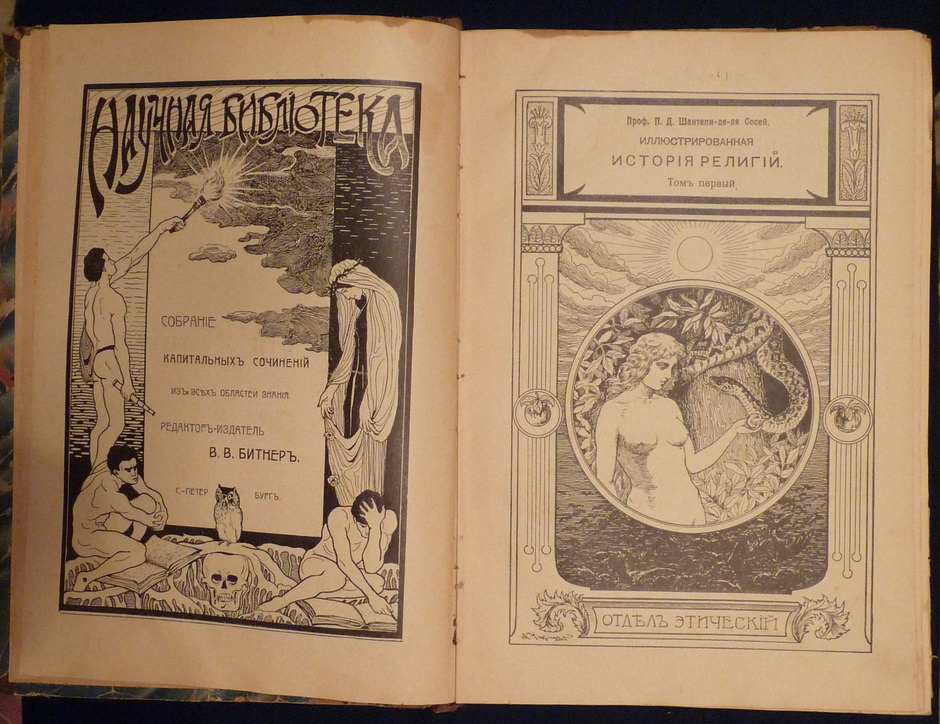 НАУЧНАЯ БИБЛІОТЕКА
СОБРАНІЕ
КАПИТАЛЬНЫХЪ СОЧИНЕНІЙ
ИЗЪ ВСѢХЪ ОБЛАСТЕЙ ЗНАНІЯ
РЕДАКТОРЪ-ИЗДАТЕЛЬ
В. В. БИТНЕРЪ.
С.-ПЕТЕР БУРГЪ.
Проф. П. Д. Шантепи-де-ля Сосей.
ИЛЛЮСТРИРОВАННАЯ
ИСТОРІЯ РЕЛИГІЙ.
Томъ первый.
ОТДѢЛЪ ЭТИЧЕСКІЙ